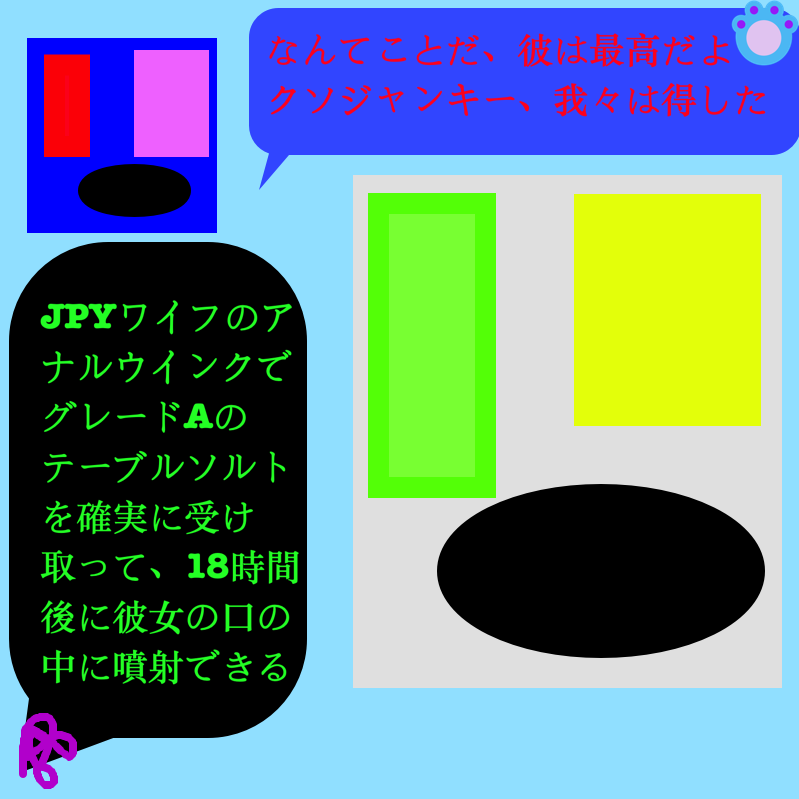 なんてことだ、彼は最高だよ
クソジャンキー、我々は得した
JPYワイフのア
ナルウインクで
グレードAの
テーブルソルト
を確実に受け
取って、18時間
後に彼女の口の
中に噴射できる